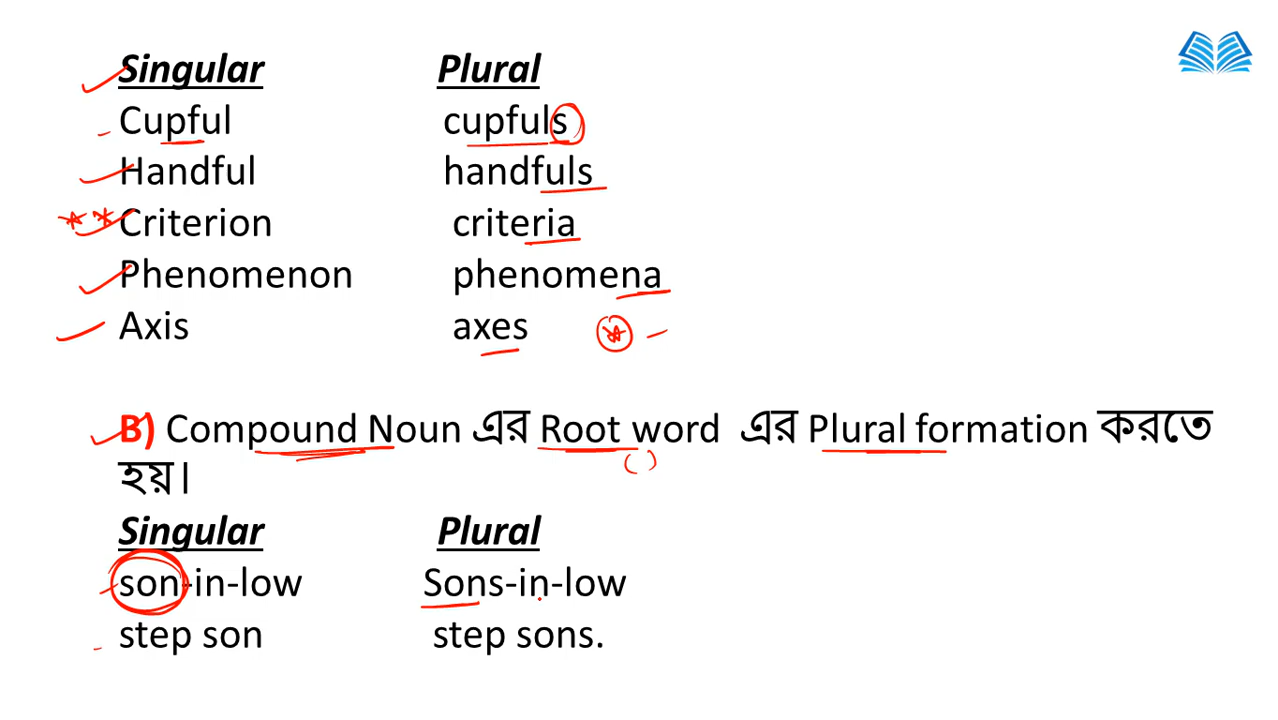 Singular Plural
Cupful cupfuls
Handful handfuls
Criterion criteria
Phenomenon phenomena
Axis axes
B) Compound Noun এর Root word এর Plural formation করতে
হয়।
Singular Plural
son-in-low Sons-in-low
step son step sons.